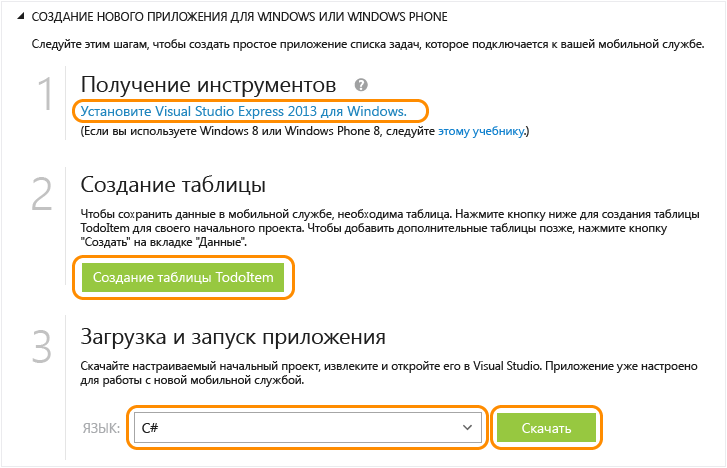 СОЗДАНИЕ НОВОГО ПРИЛОЖЕНИЯ ДЛЯ WINDOWS ИЛИ WINDOWS PHONE
Следуйте этим шагам, чтобы создать простое приложение списка задач, которое подключается к вашей мобильной службе.
1 Получение инструментов ?
Установите Visual Studio Express 2013 для Windows.
(Если вы используете Windows 8 или Windows Phone 8, следуйте этому учебнику.)
2 Создание таблицы
Чтобы сохранить данные в мобильной службе, необходима таблица. Нажмите кнопку ниже для создания таблицы
TodoItem для своего начального проекта. Чтобы добавить дополнительные таблицы позже, нажмите кнопку
"Создать" на вкладке "Данные".
Создание таблицы TodoItem
3 Загрузка и запуск приложения
Скачайте настраиваемый начальный проект, извлеките и откройте его в Visual Studio. Приложение уже настроено
для работы с новой мобильной службой.
ЯЗЫК: C# Скачать